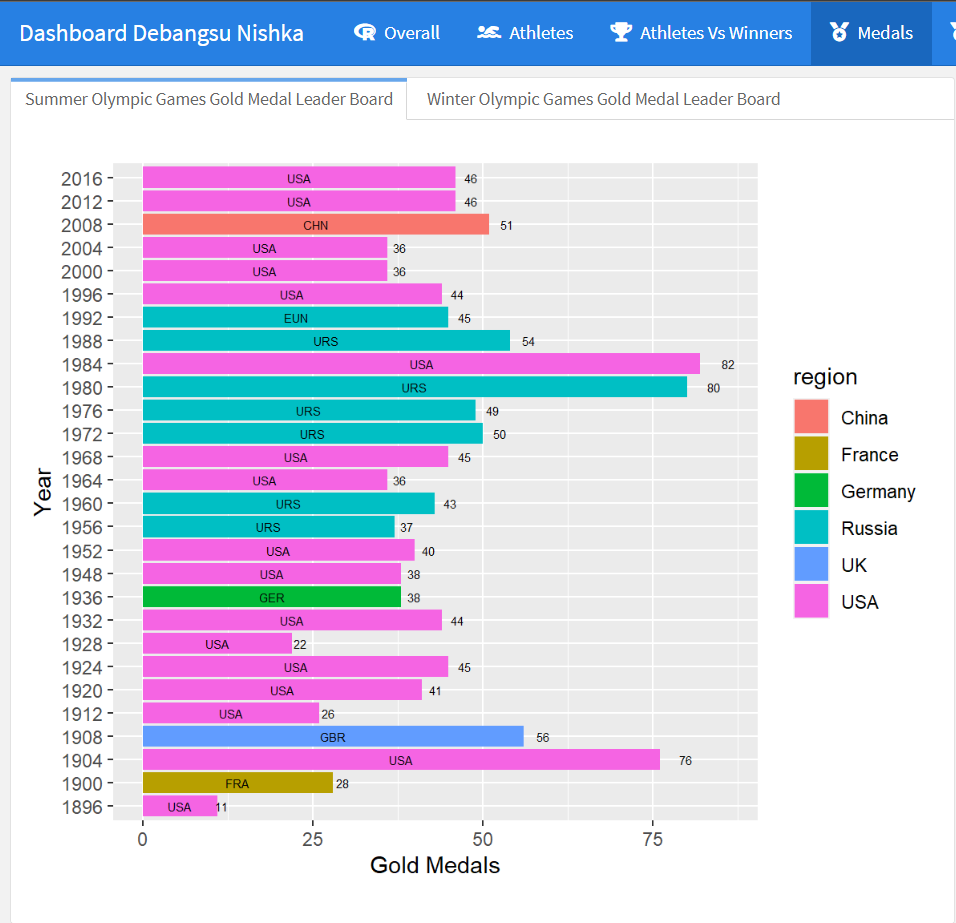 Dashboard Debangsu Nishka Overall Athletes Athletes Vs Winners Medals
Summer Olympic Games Gold Medal Leader Board Winter Olympic Games Gold Medal Leader Board
2016 USA 46
2012 USA 46
2008 CHN 51
2004 USA 36
2000 USA 36
1996 USA 44
1992 EUN 45
1988 URS 54
1984 USA 82
1980 URS 80
1976 URS 49
1972 URS 50
1968 USA 45
1964 USA 36
1960 URS 43
1956 URS 37
1952 USA 40
1948 USA 38
1936 GER 38
1932 USA 44
1928 USA 22
1924 USA 45
1920 USA 41
1912 USA 26
1908 GBR 56
1904 USA 76
1900 FRA 28
1896 USA 11
Year
0 25 50 75
Gold Medals
region
China
France
Germany
Russia
UK
USA